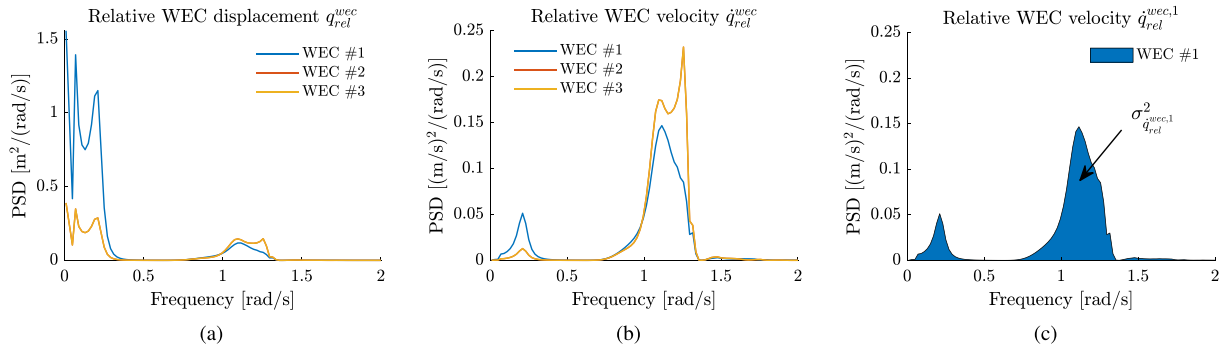 Relative WEC displacement $q_{rel}^{wec}$
PSD [m²/(rad/s)]
1.5
1
0.5
0
WEC #1
WEC #2
WEC #3
0 0.5 1 1.5 2
Frequency [rad/s]
(a)
Relative WEC velocity $\dot{q}_{rel}^{wec}$
PSD [(m/s)²/(rad/s)]
0.25
0.2
0.15
0.1
0.05
0
WEC #1
WEC #2
WEC #3
0 0.5 1 1.5 2
Frequency [rad/s]
(b)
Relative WEC velocity $\dot{q}_{rel}^{wec,1}$
PSD [(m/s)²/(rad/s)]
0.25
0.2
0.15
0.1
0.05
0
WEC #1
$\sigma^2_{\dot{q}_{rel}^{wec,1}}$
0 0.5 1 1.5 2
Frequency [rad/s]
(c)